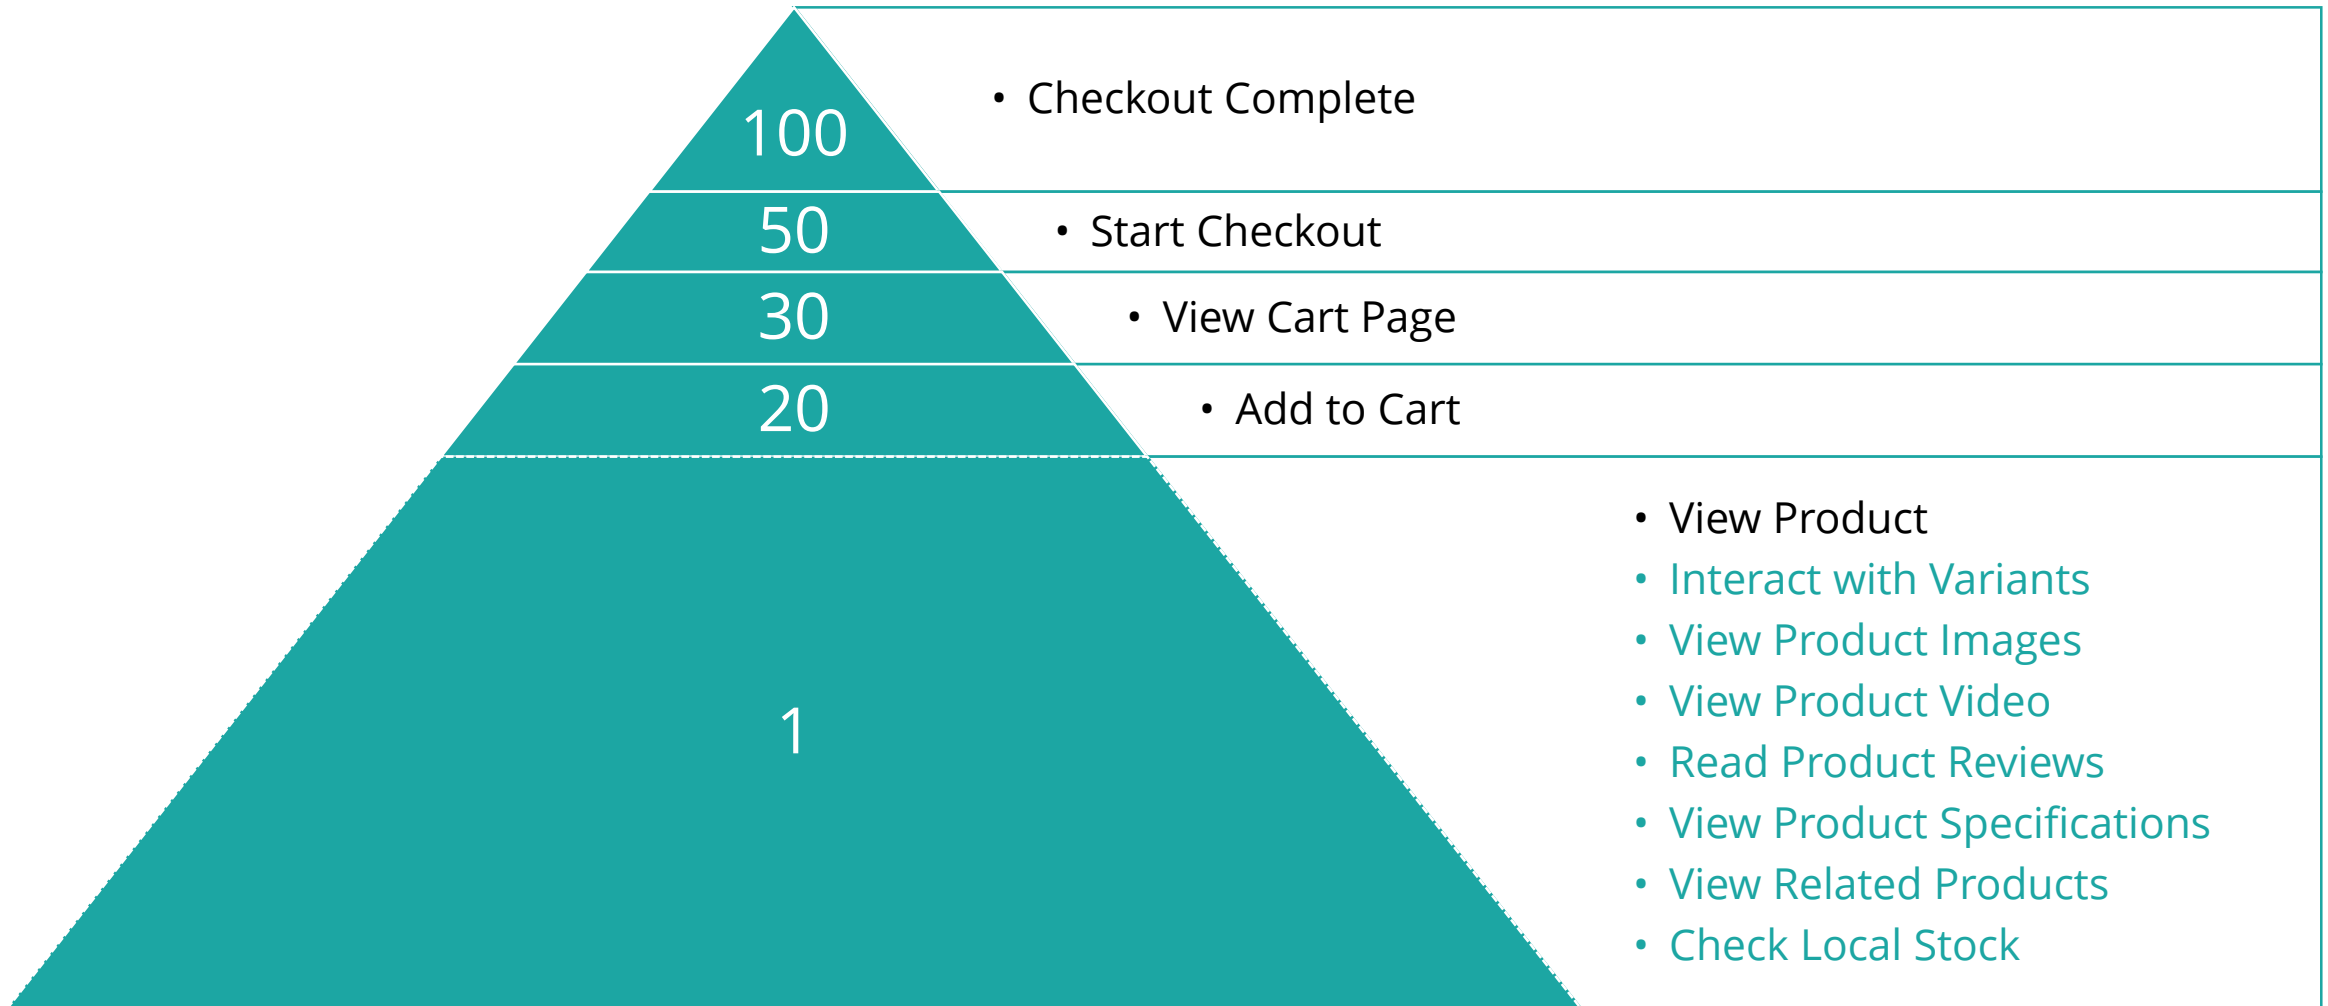 100
• Checkout Complete
50
• Start Checkout
30
• View Cart Page
20
• Add to Cart
1
• View Product
• Interact with Variants
• View Product Images
• View Product Video
• Read Product Reviews
• View Product Specifications
• View Related Products
• Check Local Stock